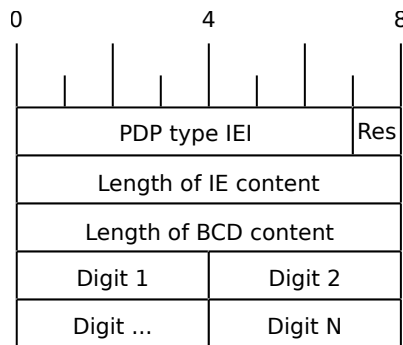 0 4 8
PDP type IEI Res
Length of IE content
Length of BCD content
Digit 1 Digit 2
Digit ... Digit N